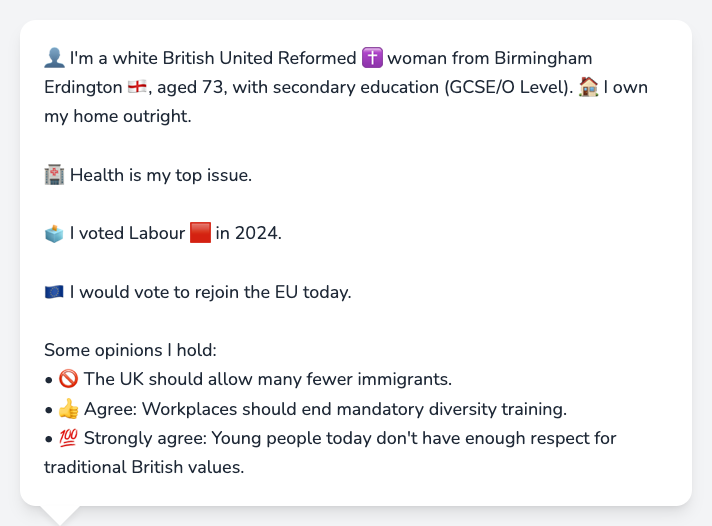 👤 I'm a white British United Reformed ✝️ woman from Birmingham
Erdington 🏴󠁧󠁢󠁥󠁮󠁧󠁿, aged 73, with secondary education (GCSE/O Level). 🏠 I own
my home outright.
🏥 Health is my top issue.
🗳️ I voted Labour 🟥 in 2024.
🇪🇺 I would vote to rejoin the EU today.
Some opinions I hold:
• 🚫 The UK should allow many fewer immigrants.
• 👍 Agree: Workplaces should end mandatory diversity training.
• 💯 Strongly agree: Young people today don't have enough respect for
traditional British values.